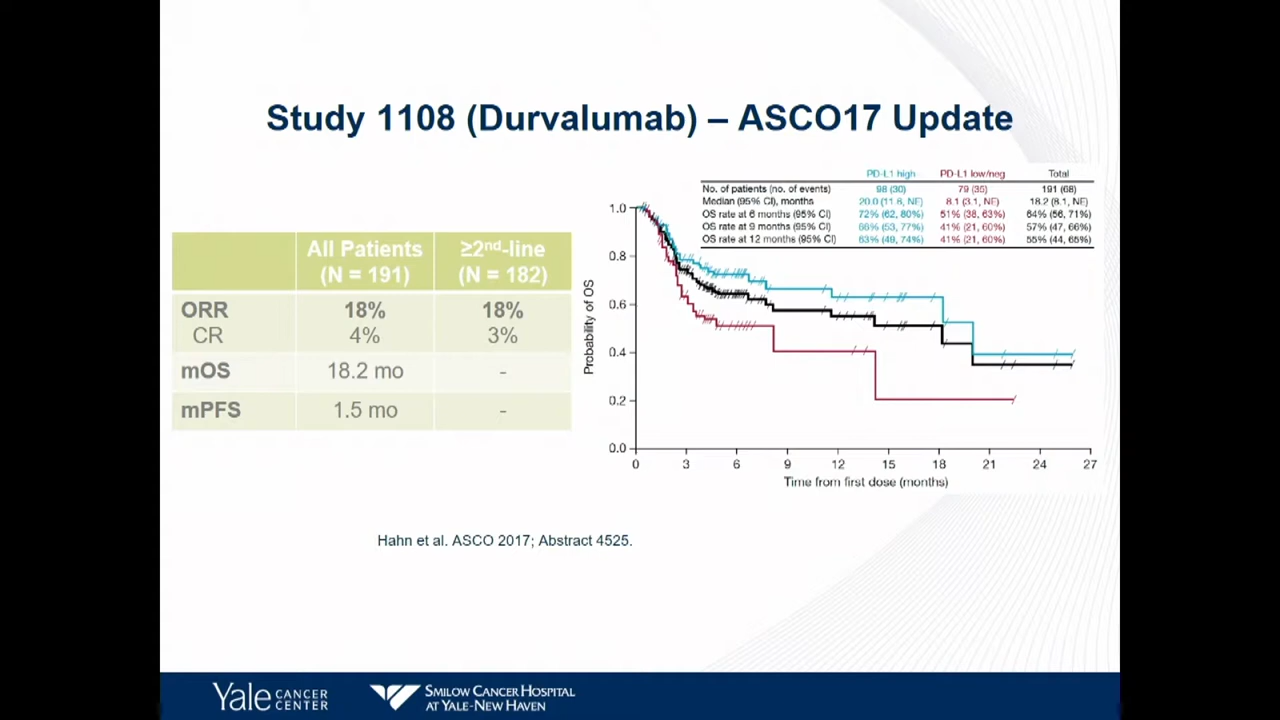 Study 1108 (Durvalumab) – ASCO17 Update
All Patients (N = 191) ≥2nd-line (N = 182)
ORR 18% 18%
CR 4% 3%
mOS 18.2 mo -
mPFS 1.5 mo -
PD-L1 high PD-L1 low/neg Total
No. of patients (no. of events) 98 (30) 79 (35) 191 (68)
Median (95% CI), months 20.0 (11.6, NE) 8.1 (3.1, NE) 18.2 (8.1, NE)
OS rate at 6 months (95% CI) 72% (62, 80%) 51% (38, 63%) 64% (56, 71%)
OS rate at 9 months (95% CI) 66% (53, 77%) 41% (21, 60%) 57% (47, 66%)
OS rate at 12 months (95% CI) 63% (49, 74%) 41% (21, 60%) 55% (44, 65%)
Probability of OS
1.0
0.8
0.6
0.4
0.2
0.0
0 3 6 9 12 15 18 21 24 27
Time from first dose (months)
Hahn et al. ASCO 2017; Abstract 4525.
Yale CANCER CENTER
SMILOW CANCER HOSPITAL
AT YALE-NEW HAVEN